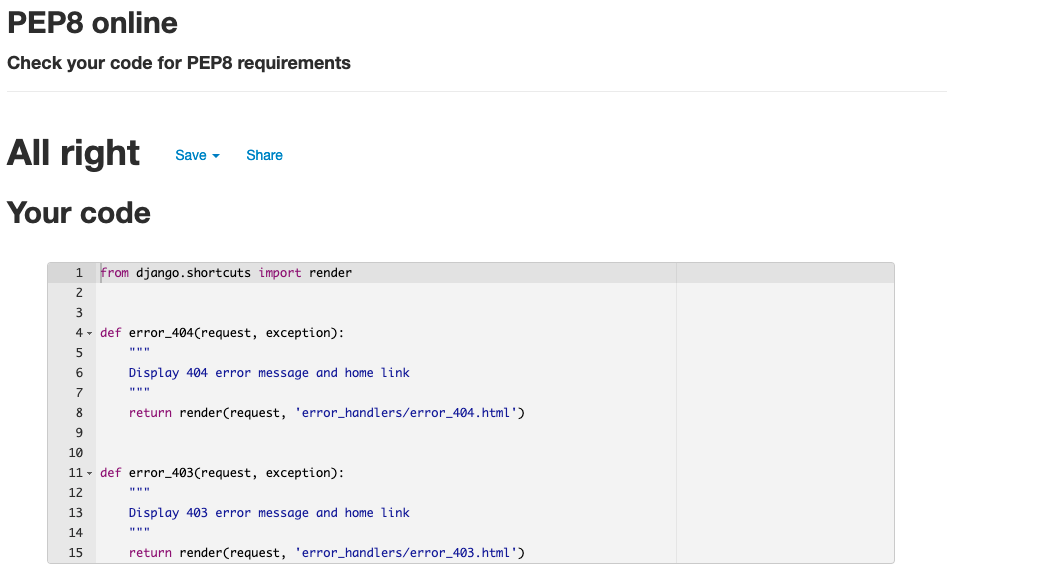 PEP8 online
Check your code for PEP8 requirements
All right Save Share
Your code
1 from django.shortcuts import render
2
3
4 def error_404(request, exception):
5     """
6     Display 404 error message and home link
7     """
8     return render(request, 'error_handlers/error_404.html')
9
10
11 def error_403(request, exception):
12     """
13     Display 403 error message and home link
14     """
15     return render(request, 'error_handlers/error_403.html')